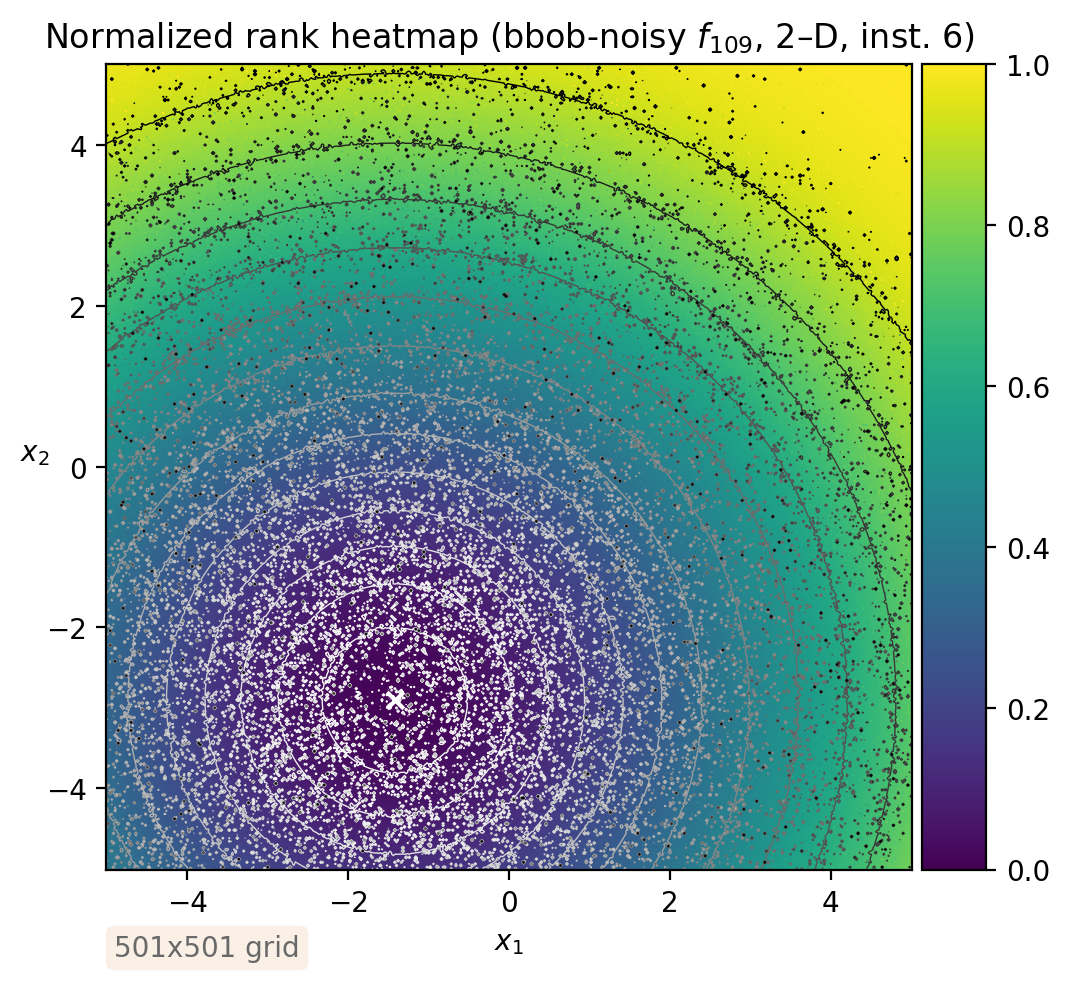 Normalized rank heatmap (bbob-noisy f₁₀₉, 2–D, inst. 6)
1.0
0.8
0.6
0.4
0.2
0.0
4
2
0
−2
−4
x₂
−4 −2 0 2 4
x₁
501x501 grid